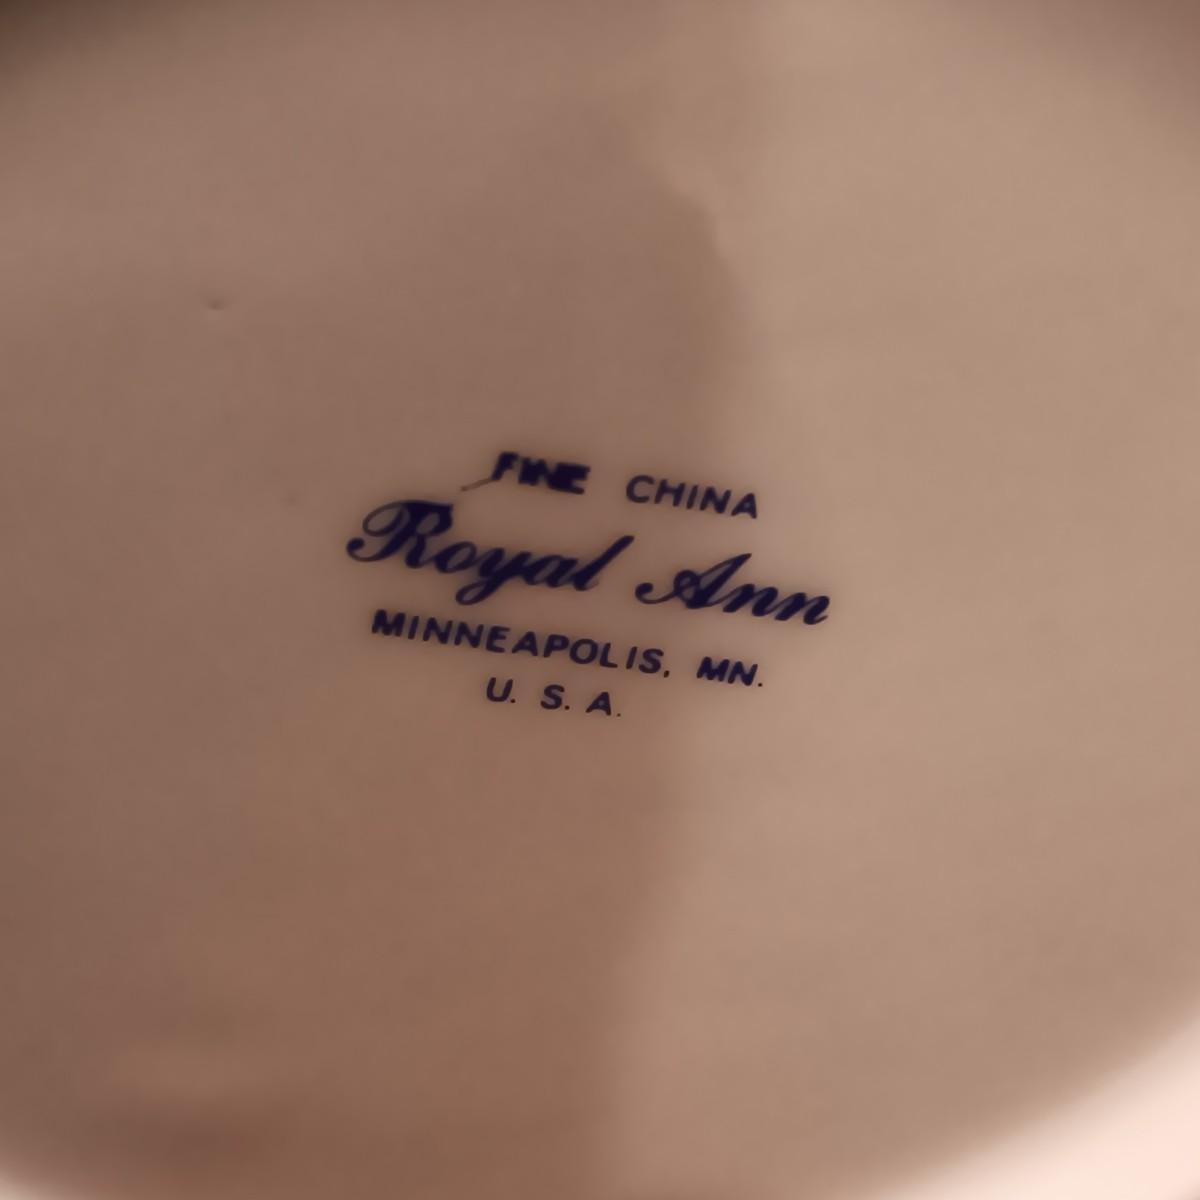 FINE CHINA
Royal Ann
MINNEAPOLIS, MN.
U. S. A.